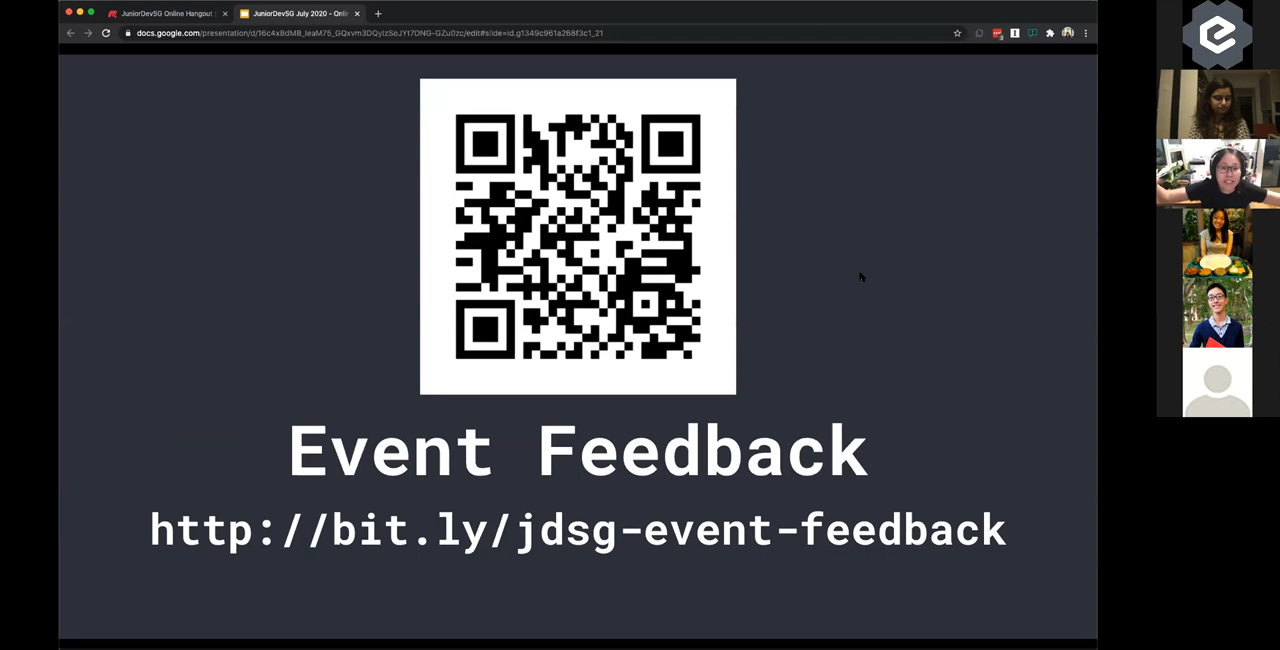 JuniorDevSG Online Hangout
JuniorDevSG July 2020 - Onli
Event Feedback
http://bit.ly/jdsg-event-feedback